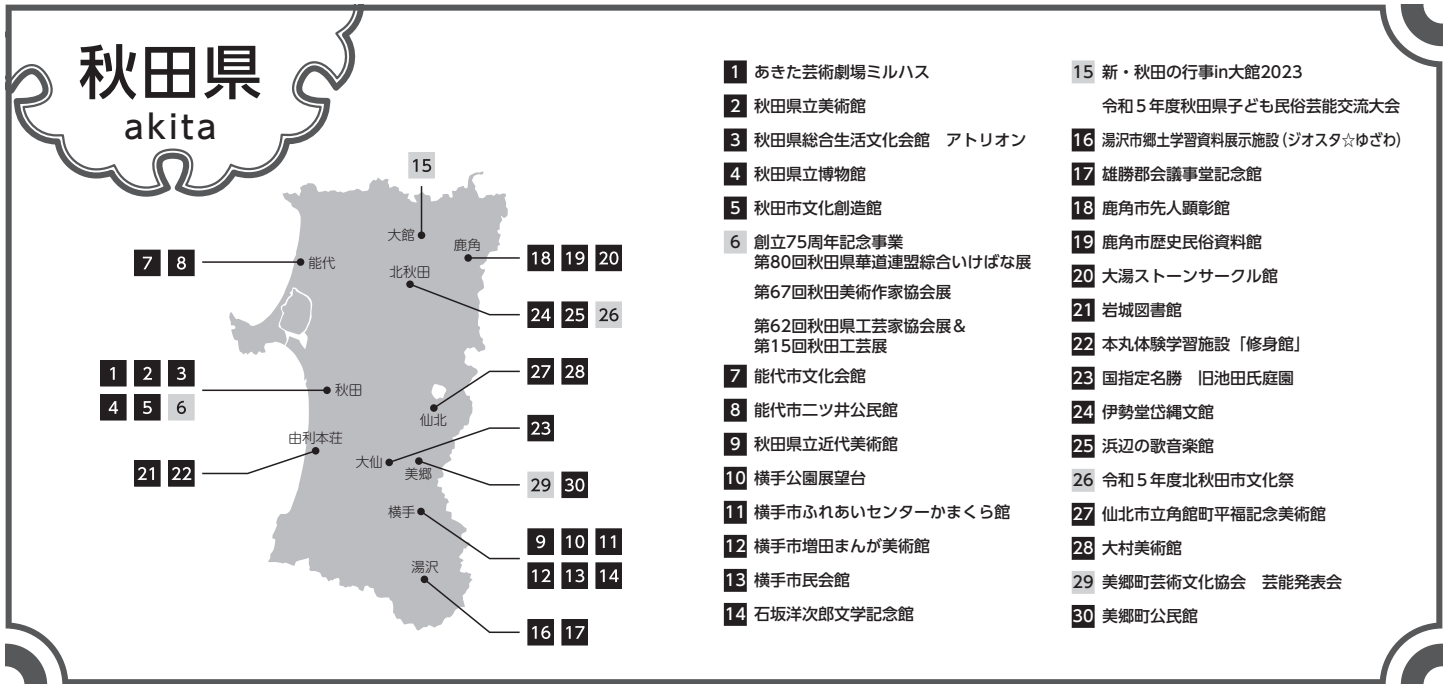 秋田県
akita
15
大館
鹿角
7 8
能代
18 19 20
北秋田
24 25 26
1 2 3
秋田
27 28
4 5 6
仙北
23
由利本荘
大仙
美郷
21 22
29 30
横手
9 10 11
12 13 14
湯沢
16 17
1 あきた芸術劇場ミルハス
2 秋田県立美術館
3 秋田県総合生活文化会館　アトリオン
4 秋田県立博物館
5 秋田市文化創造館
6 創立75周年記念事業
第80回秋田県華道連盟綜合いけばな展
第67回秋田美術作家協会展
第62回秋田県工芸家協会展＆
第15回秋田工芸展
7 能代市文化会館
8 能代市二ツ井公民館
9 秋田県立近代美術館
10 横手公園展望台
11 横手市ふれあいセンターかまくら館
12 横手市増田まんが美術館
13 横手市民会館
14 石坂洋次郎文学記念館
15 新・秋田の行事in大館2023
令和５年度秋田県子ども民俗芸能交流大会
16 湯沢市郷土学習資料展示施設（ジオスタ☆ゆざわ）
17 雄勝郡会議事堂記念館
18 鹿角市先人顕彰館
19 鹿角市歴史民俗資料館
20 大湯ストーンサークル館
21 岩城図書館
22 本丸体験学習施設「修身館」
23 国指定名勝　旧池田氏庭園
24 伊勢堂岱縄文館
25 浜辺の歌音楽館
26 令和５年度北秋田市文化祭
27 仙北市立角館町平福記念美術館
28 大村美術館
29 美郷町芸術文化協会　芸能発表会
30 美郷町公民館